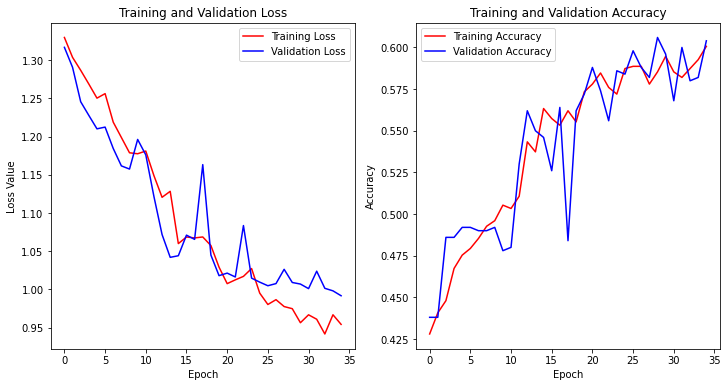 Training and Validation Loss
Training Loss
Validation Loss
1.30
1.25
1.20
1.15
1.10
1.05
1.00
0.95
Loss Value
0 5 10 15 20 25 30 35
Epoch
Training and Validation Accuracy
Training Accuracy
Validation Accuracy
0.600
0.575
0.550
0.525
0.500
0.475
0.450
0.425
Accuracy
0 5 10 15 20 25 30 35
Epoch